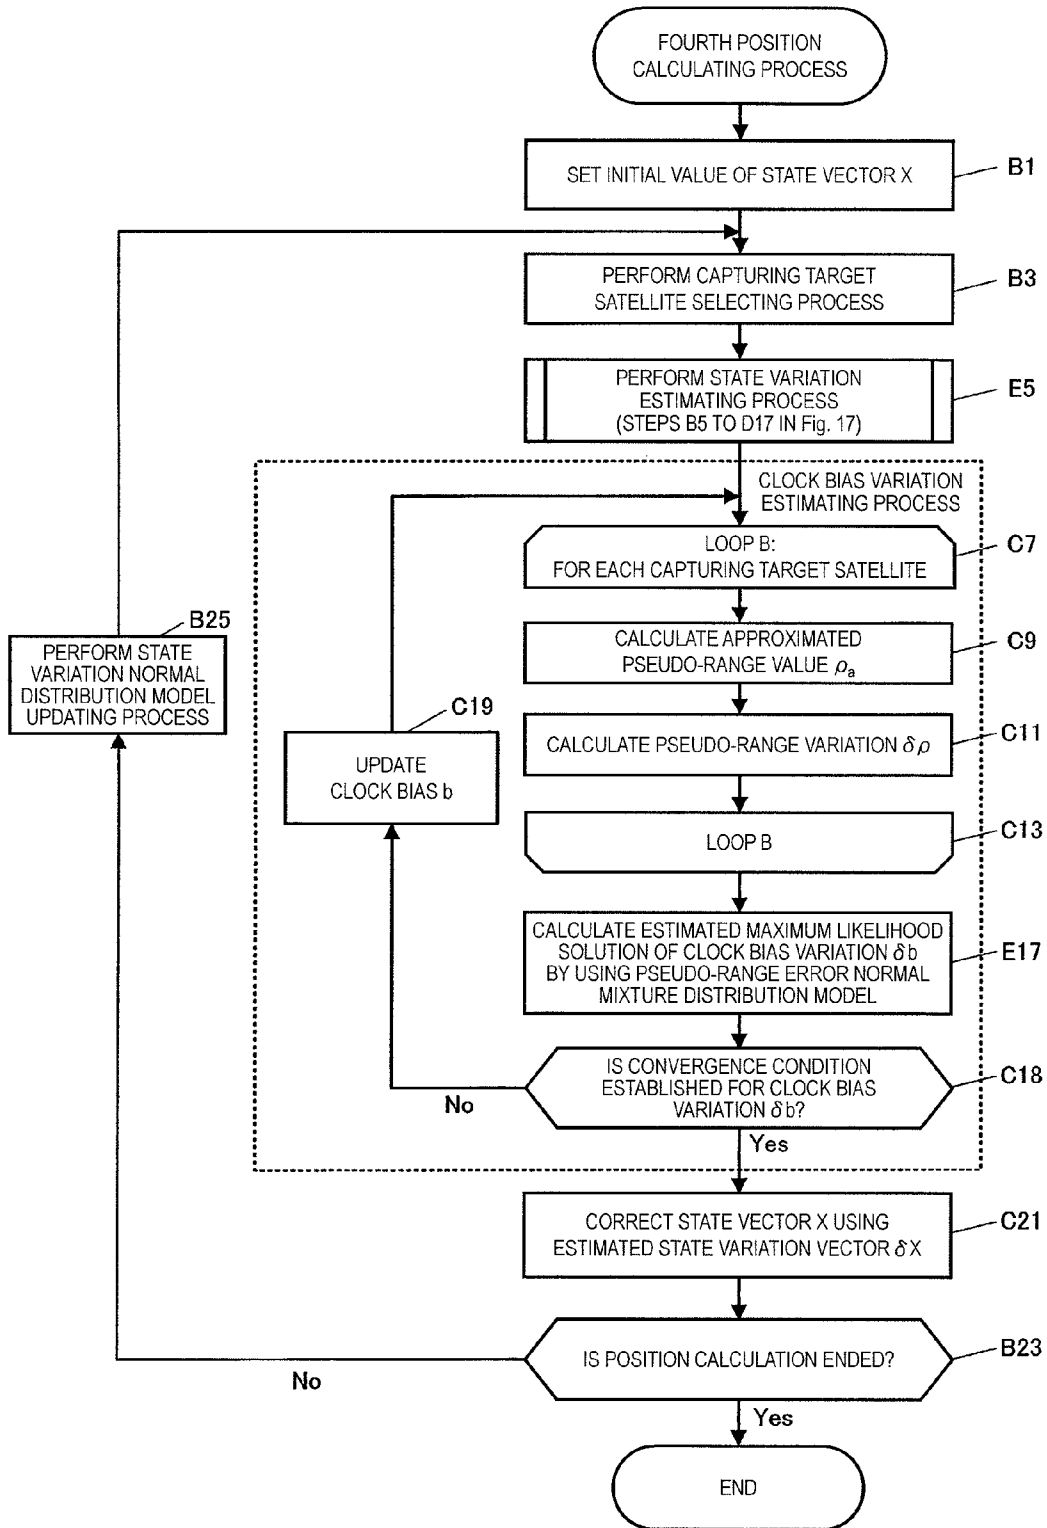 FOURTH POSITION
CALCULATING PROCESS
SET INITIAL VALUE OF STATE VECTOR X
B1
PERFORM CAPTURING TARGET
SATELLITE SELECTING PROCESS
B3
PERFORM STATE VARIATION
ESTIMATING PROCESS
(STEPS B5 TO D17 IN Fig. 17)
E5
CLOCK BIAS VARIATION
ESTIMATING PROCESS
LOOP B:
FOR EACH CAPTURING TARGET SATELLITE
C7
CALCULATE APPROXIMATED
PSEUDO-RANGE VALUE ρa
C9
CALCULATE PSEUDO-RANGE VARIATION δρ
C11
LOOP B
C13
CALCULATE ESTIMATED MAXIMUM LIKELIHOOD
SOLUTION OF CLOCK BIAS VARIATION δb
BY USING PSEUDO-RANGE ERROR NORMAL
MIXTURE DISTRIBUTION MODEL
E17
IS CONVERGENCE CONDITION
ESTABLISHED FOR CLOCK BIAS
VARIATION δb?
C18
No
Yes
C19
UPDATE
CLOCK BIAS b
B25
PERFORM STATE
VARIATION NORMAL
DISTRIBUTION MODEL
UPDATING PROCESS
CORRECT STATE VECTOR X USING
ESTIMATED STATE VARIATION VECTOR δX
C21
IS POSITION CALCULATION ENDED?
B23
No
Yes
END